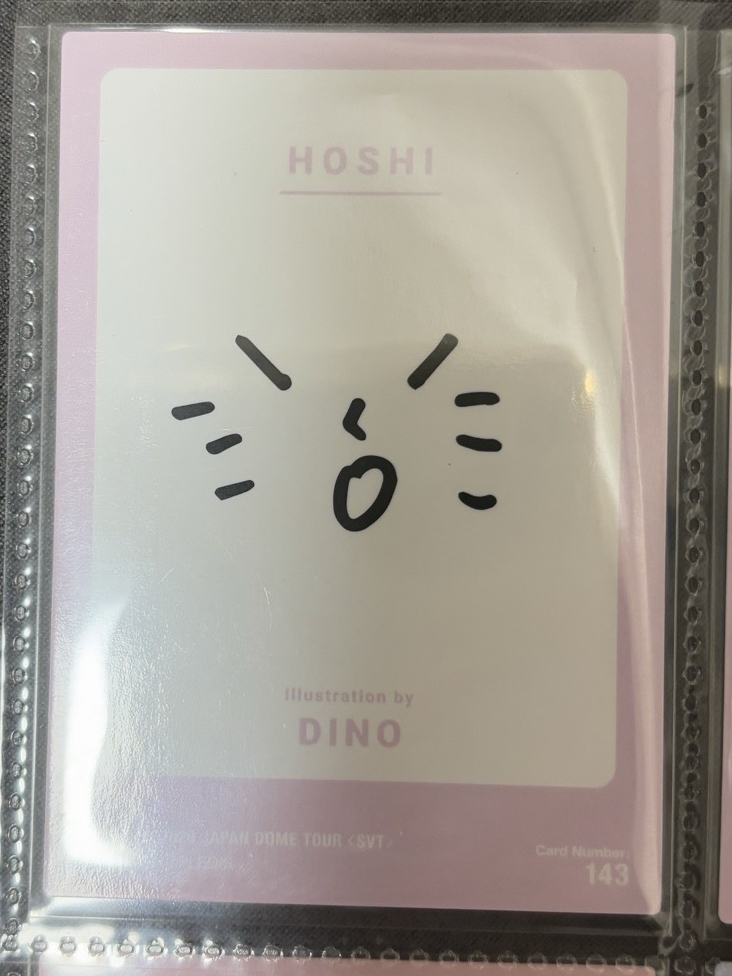 HOSHI
Illustration by
DINO
JAPAN DOME TOUR <SVT>
Card Number:
143